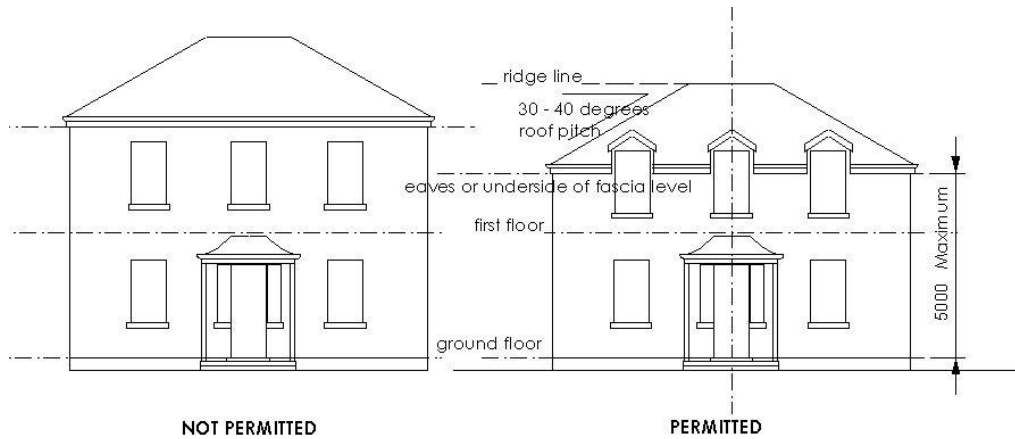 ridge line
30 - 40 degrees
roof pitch
eaves or underside of fascia level
first floor
5000 Maximum
ground floor
NOT PERMITTED
PERMITTED